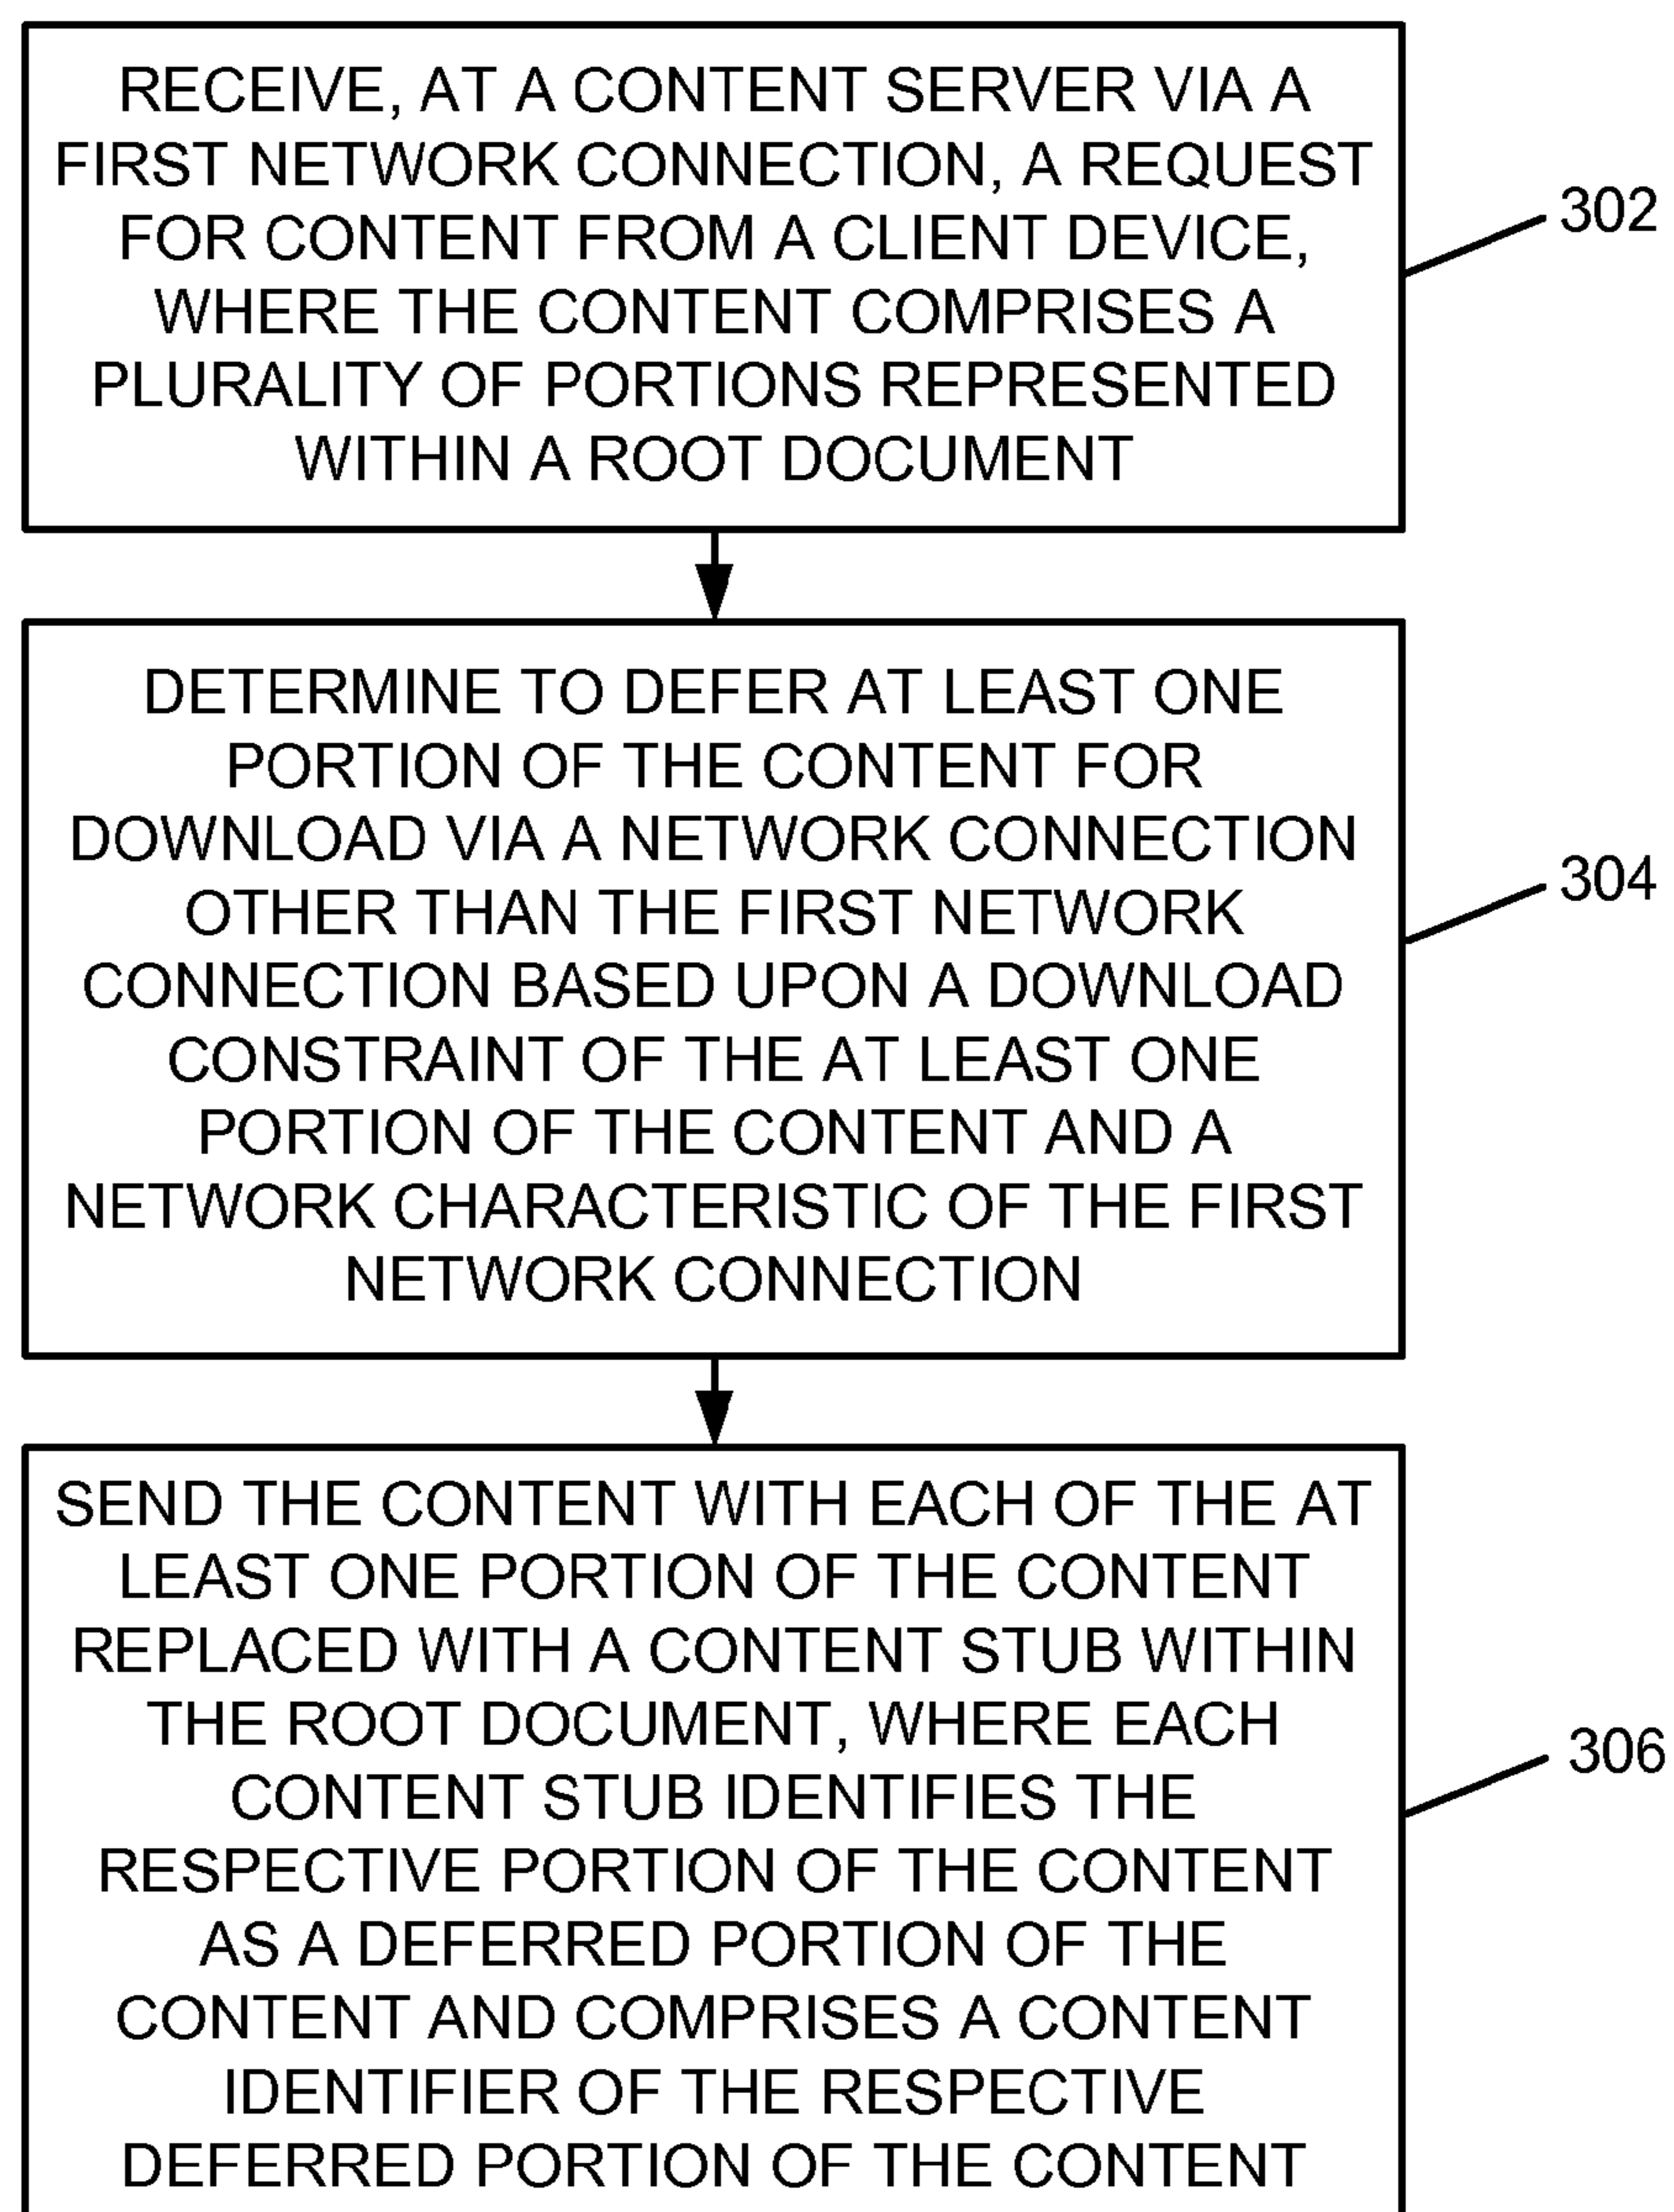 RECEIVE, AT A CONTENT SERVER VIA A
FIRST NETWORK CONNECTION, A REQUEST
FOR CONTENT FROM A CLIENT DEVICE,
WHERE THE CONTENT COMPRISES A
PLURALITY OF PORTIONS REPRESENTED
WITHIN A ROOT DOCUMENT
302
DETERMINE TO DEFER AT LEAST ONE
PORTION OF THE CONTENT FOR
DOWNLOAD VIA A NETWORK CONNECTION
OTHER THAN THE FIRST NETWORK
CONNECTION BASED UPON A DOWNLOAD
CONSTRAINT OF THE AT LEAST ONE
PORTION OF THE CONTENT AND A
NETWORK CHARACTERISTIC OF THE FIRST
NETWORK CONNECTION
304
SEND THE CONTENT WITH EACH OF THE AT
LEAST ONE PORTION OF THE CONTENT
REPLACED WITH A CONTENT STUB WITHIN
THE ROOT DOCUMENT, WHERE EACH
CONTENT STUB IDENTIFIES THE
RESPECTIVE PORTION OF THE CONTENT
AS A DEFERRED PORTION OF THE
CONTENT AND COMPRISES A CONTENT
IDENTIFIER OF THE RESPECTIVE
DEFERRED PORTION OF THE CONTENT
306